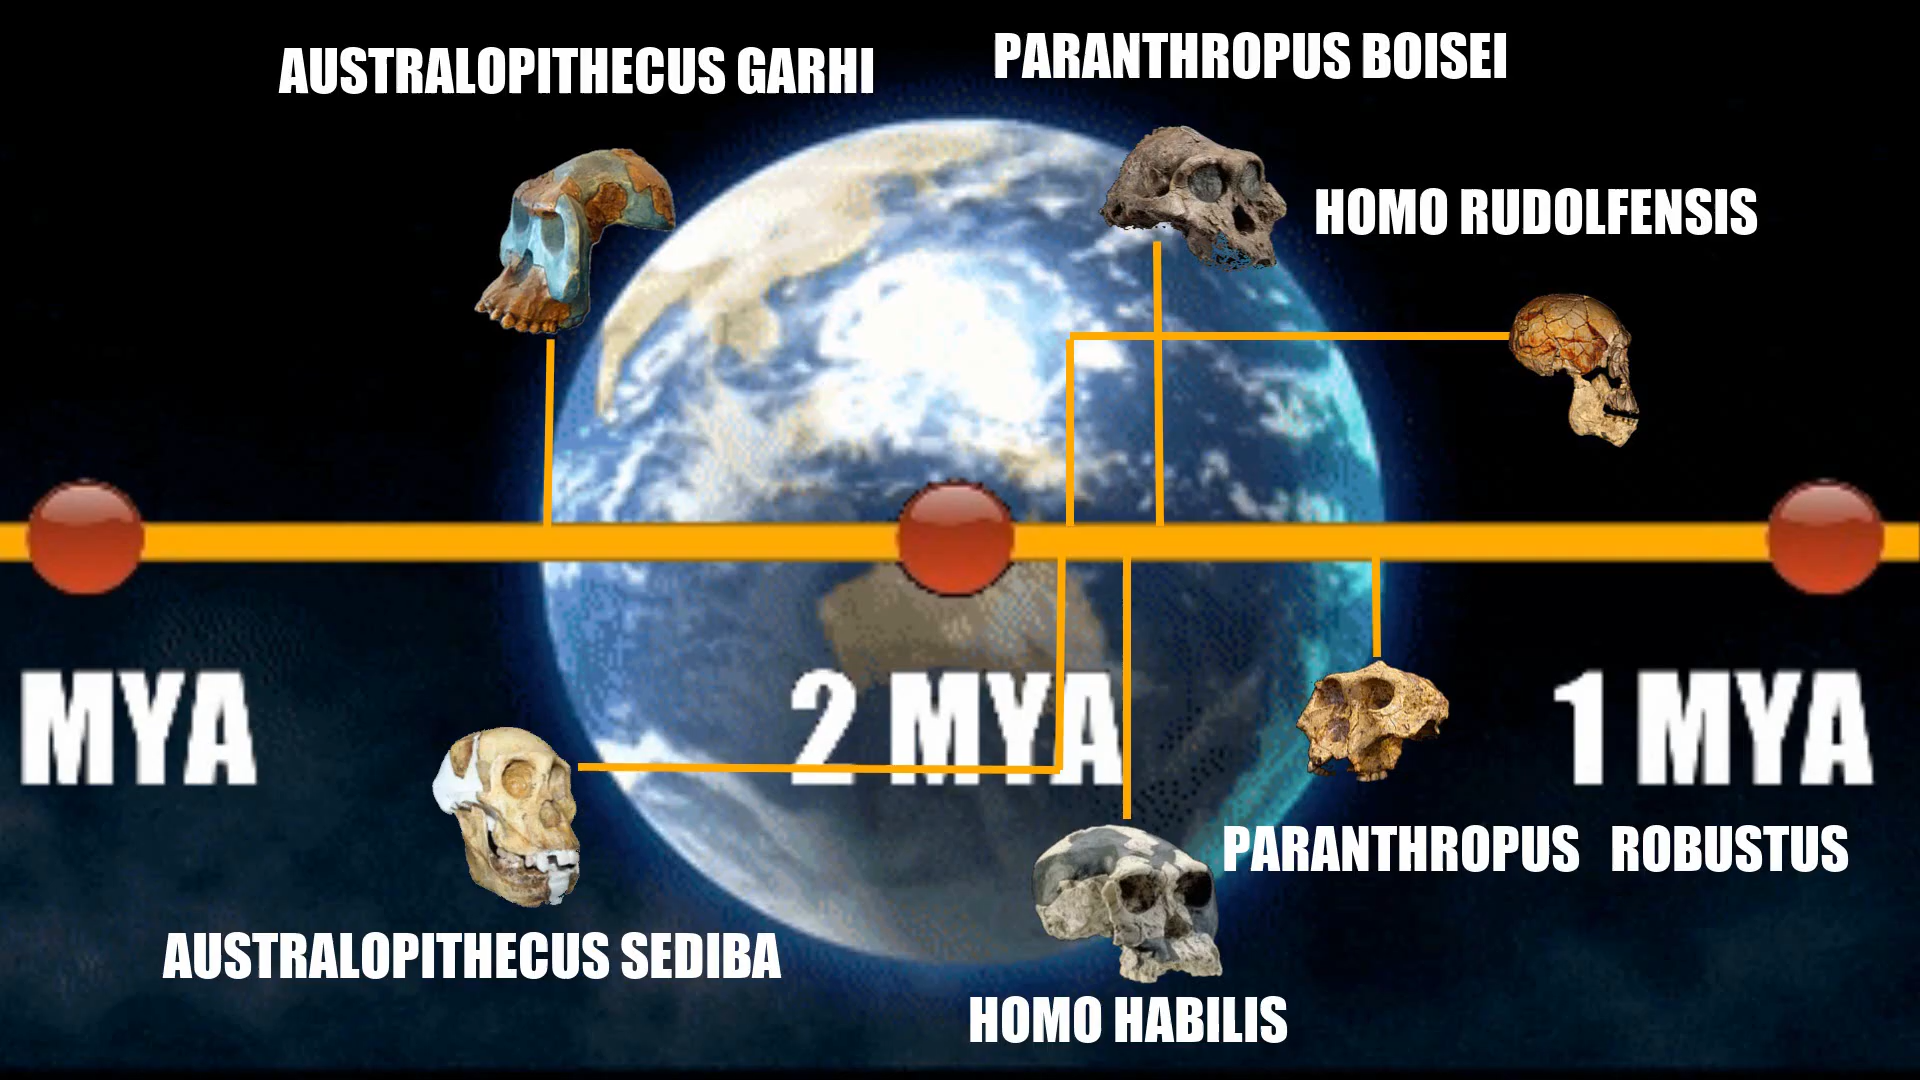 PARANTHROPUS BOISEI
AUSTRALOPITHECUS GARHI
HOMO RUDOLFENSIS
MYA
2 MYA
1 MYA
PARANTHROPUS ROBUSTUS
AUSTRALOPITHECUS SEDIBA
HOMO HABILIS